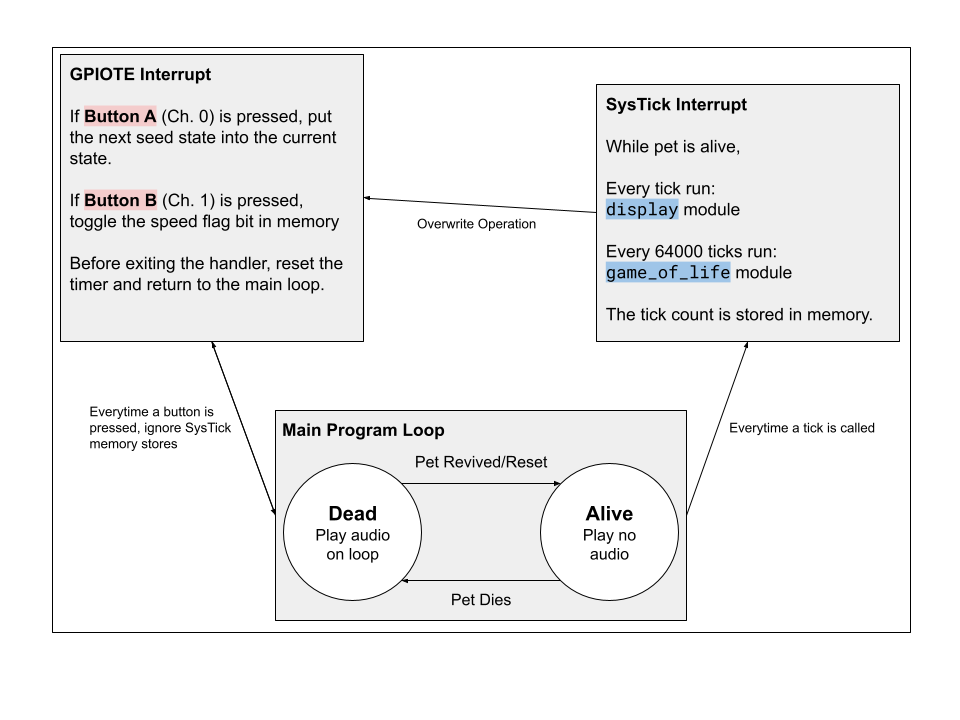 GPIOTE Interrupt
If Button A (Ch. 0) is pressed, put
the next seed state into the current
state.
If Button B (Ch. 1) is pressed,
toggle the speed flag bit in memory
Before exiting the handler, reset the
timer and return to the main loop.
SysTick Interrupt
While pet is alive,
Every tick run:
display module
Every 64000 ticks run:
game_of_life module
The tick count is stored in memory.
Overwrite Operation
Everytime a button is
pressed, ignore SysTick
memory stores
Everytime a tick is called
Main Program Loop
Pet Revived/Reset
Dead
Play audio
on loop
Alive
Play no
audio
Pet Dies